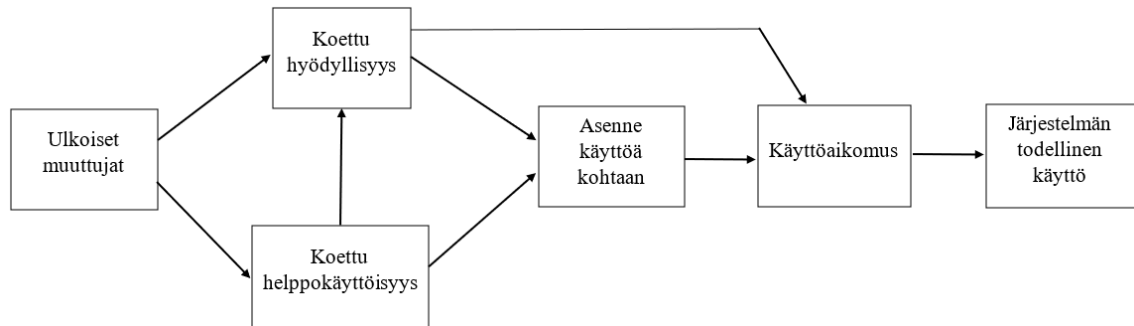 Koettu
hyödyllisyys
Ulkoiset
muuttujat
Koettu
helppokäyttöisyys
Asenne
käyttöä
kohtaan
Käyttöaikomus
Järjestelmän
todellinen
käyttö